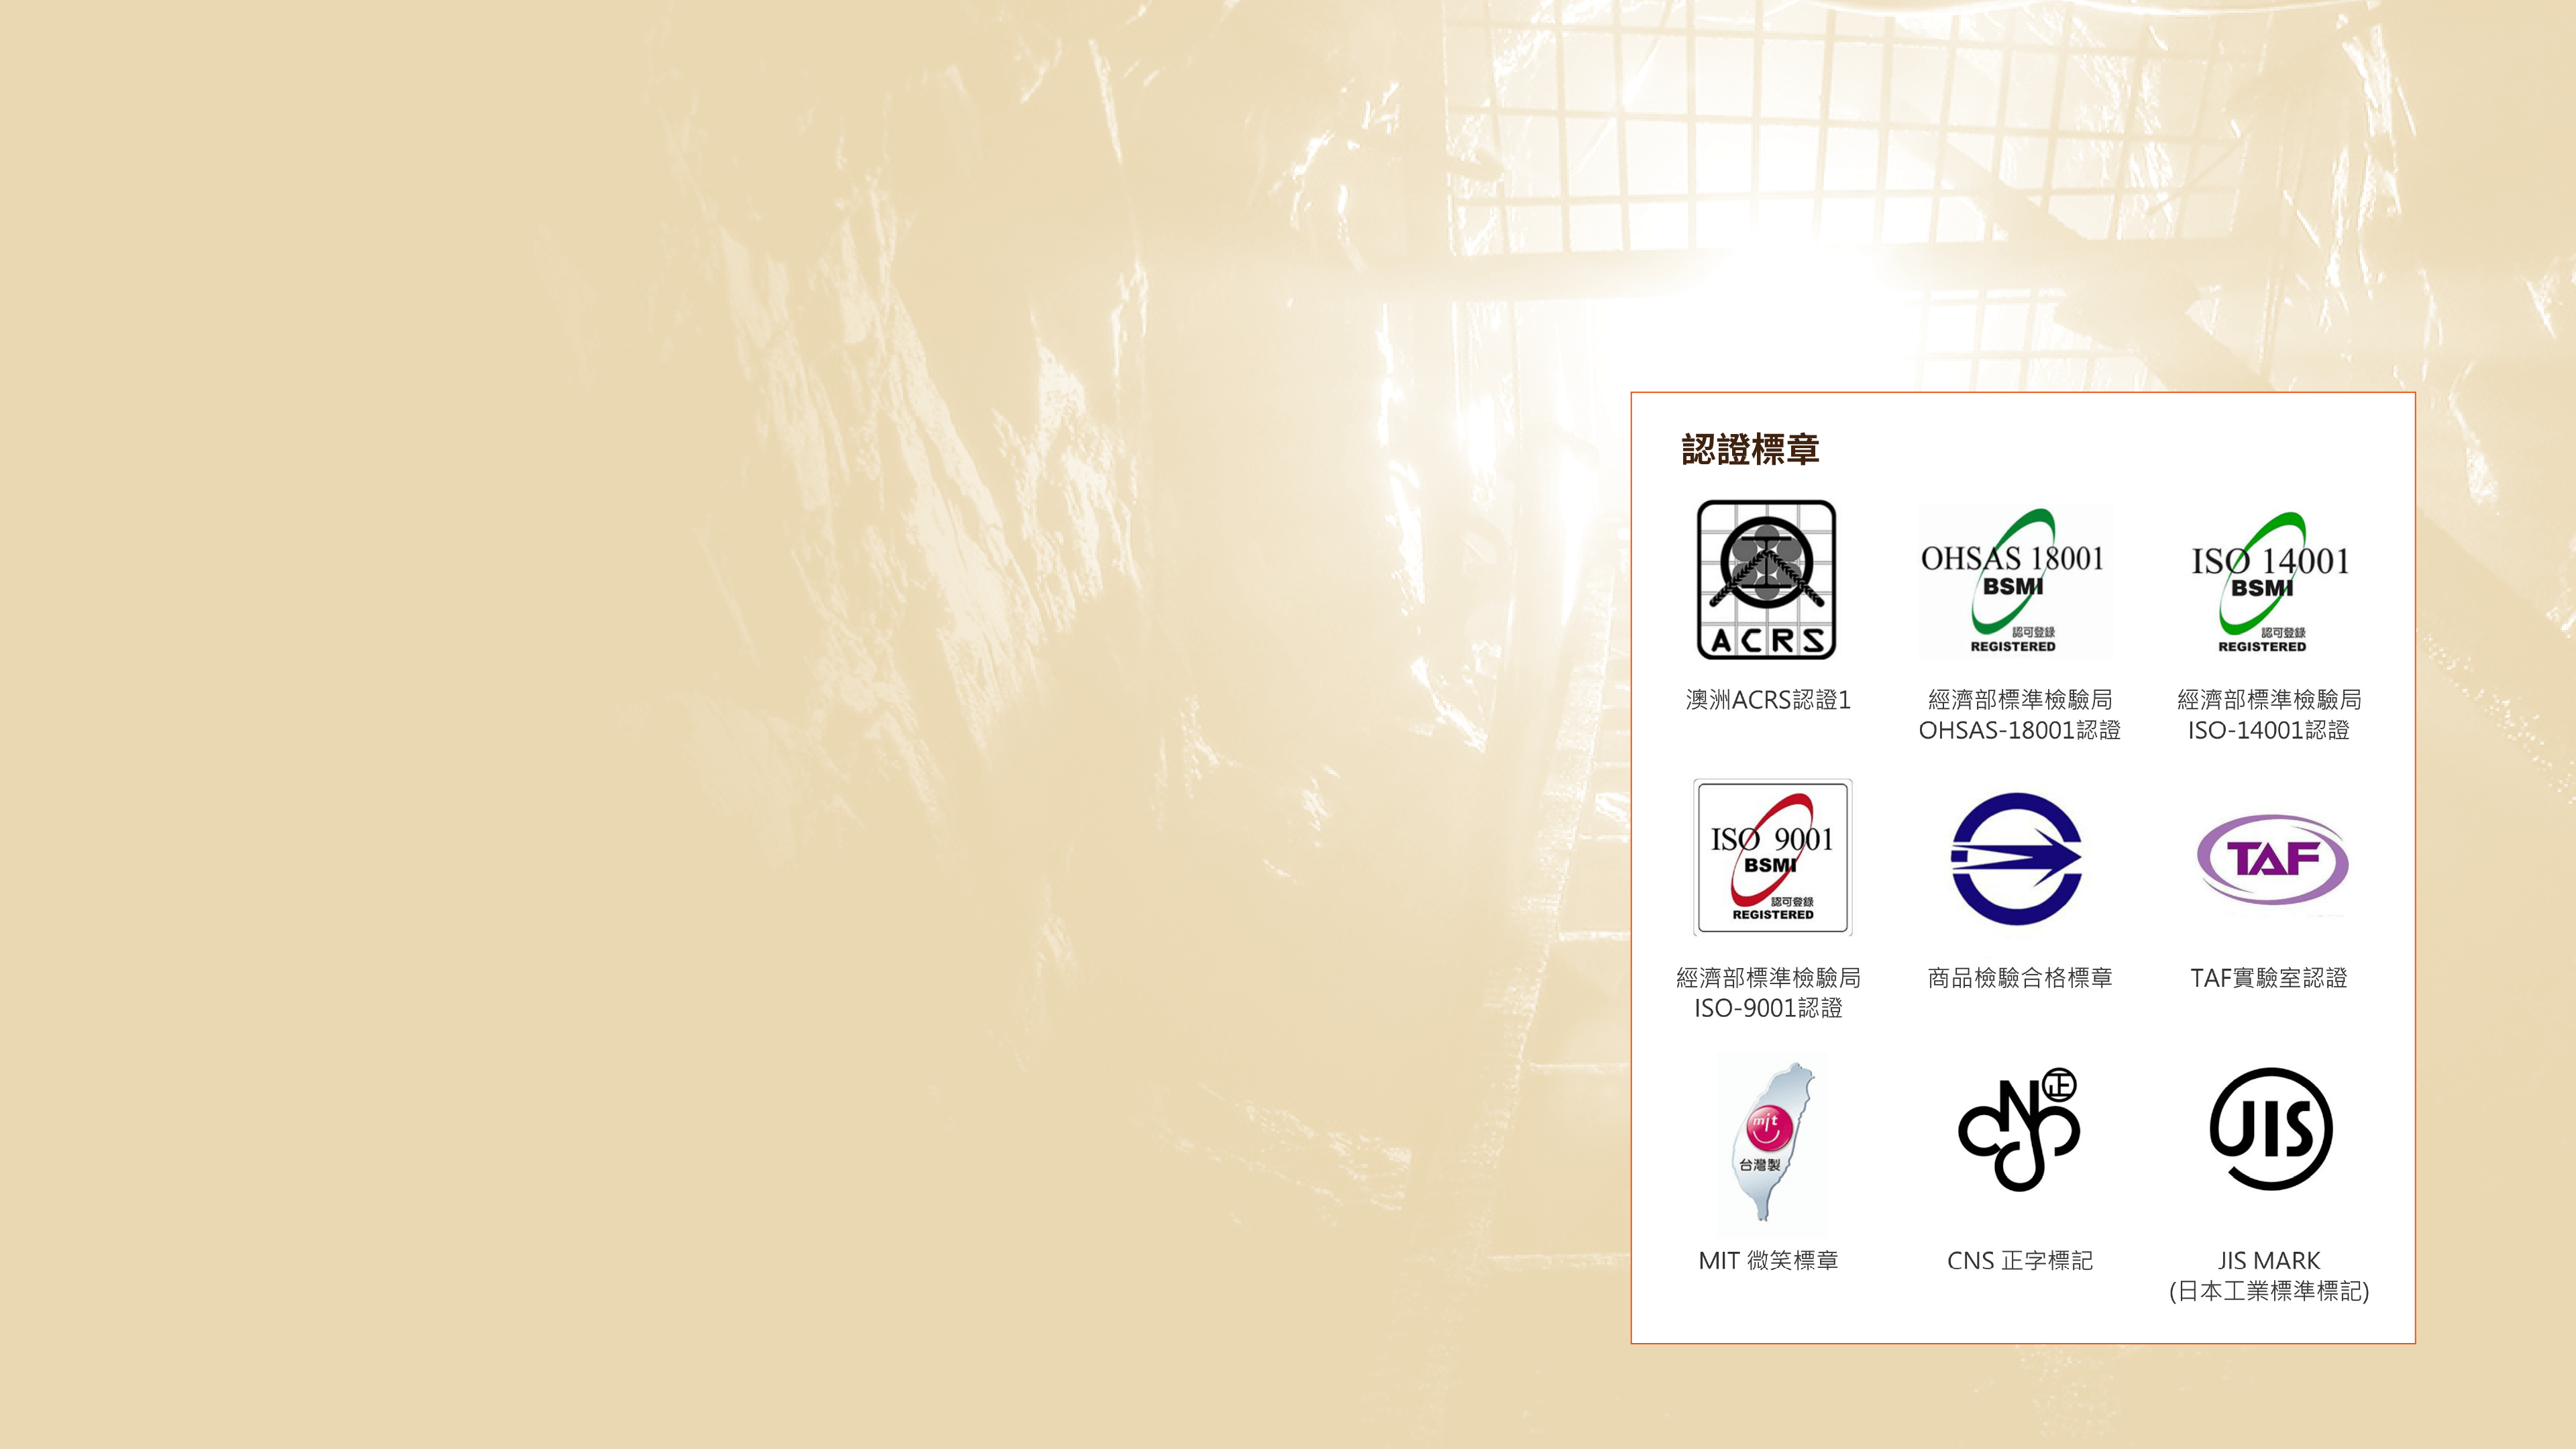 認證標章
ACRS
澳洲ACRS認證1
OHSAS 18001
BSMI
認可登錄
REGISTERED
經濟部標準檢驗局
OHSAS-18001認證
ISO 14001
BSMI
認可登錄
REGISTERED
經濟部標準檢驗局
ISO-14001認證
ISO 9001
BSMI
認可登錄
REGISTERED
經濟部標準檢驗局
ISO-9001認證
商品檢驗合格標章
TAF
TAF實驗室認證
mit
台灣製
MIT 微笑標章
正
CNS
CNS 正字標記
JIS
JIS MARK
(日本工業標準標記)